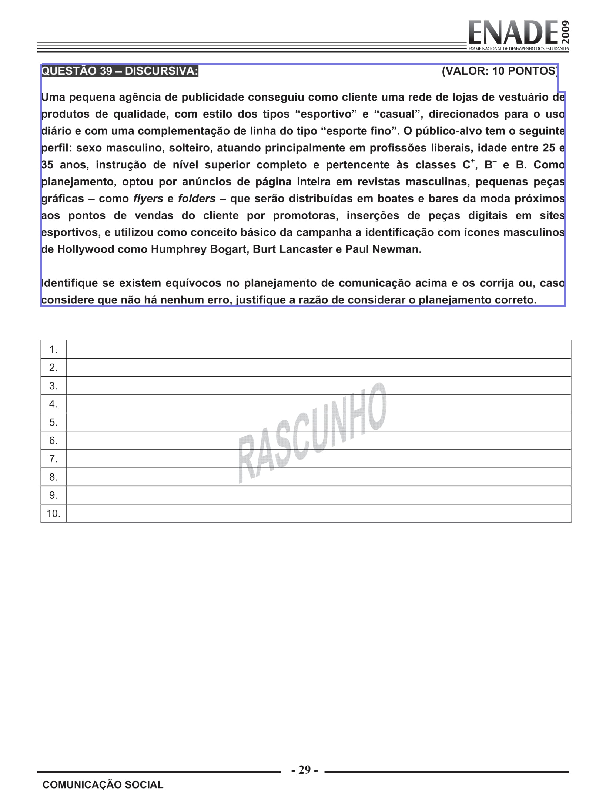 ENADE 2009
EXAME NACIONAL DE DESEMPENHO DOS ESTUDANTES
QUESTÃO 39 – DISCURSIVA: (VALOR: 10 PONTOS)
Uma pequena agência de publicidade conseguiu como cliente uma rede de lojas de vestuário de
produtos de qualidade, com estilo dos tipos “esportivo” e “casual”, direcionados para o uso
diário e com uma complementação de linha do tipo “esporte fino”. O público-alvo tem o seguinte
perfil: sexo masculino, solteiro, atuando principalmente em profissões liberais, idade entre 25 e
35 anos, instrução de nível superior completo e pertencente às classes C⁺, B⁻ e B. Como
planejamento, optou por anúncios de página inteira em revistas masculinas, pequenas peças
gráficas – como flyers e folders – que serão distribuídas em boates e bares da moda próximos
aos pontos de vendas do cliente por promotoras, inserções de peças digitais em sites
esportivos, e utilizou como conceito básico da campanha a identificação com ícones masculinos
de Hollywood como Humphrey Bogart, Burt Lancaster e Paul Newman.
Identifique se existem equívocos no planejamento de comunicação acima e os corrija ou, caso
considere que não há nenhum erro, justifique a razão de considerar o planejamento correto.
1.
2.
3.
4.
5.
6.
7.
8.
9.
10.
RASCUNHO
- 29 -
COMUNICAÇÃO SOCIAL